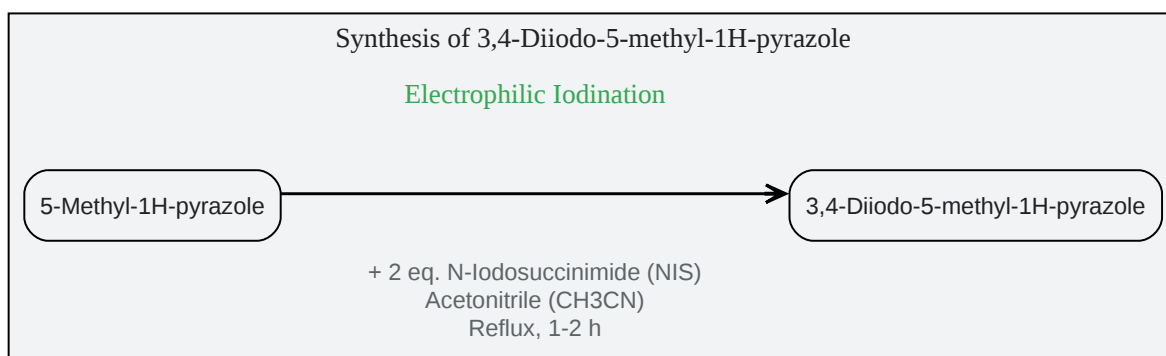 Synthesis of 3,4-Diiodo-5-methyl-1H-pyrazole
Electrophilic Iodination
5-Methyl-1H-pyrazole
3,4-Diiodo-5-methyl-1H-pyrazole
+ 2 eq. N-Iodosuccinimide (NIS)
Acetonitrile (CH3CN)
Reflux, 1-2 h